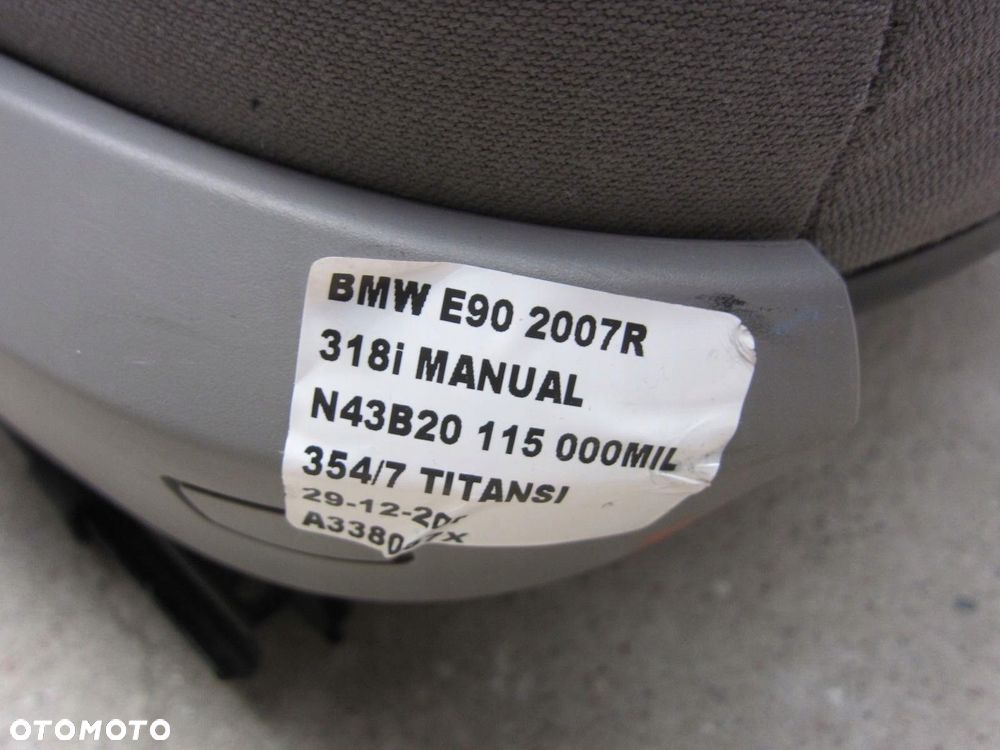 BMW E90 2007R
318i MANUAL
N43B20 115 000MIL
354/7 TITANSI
OTOMOTO